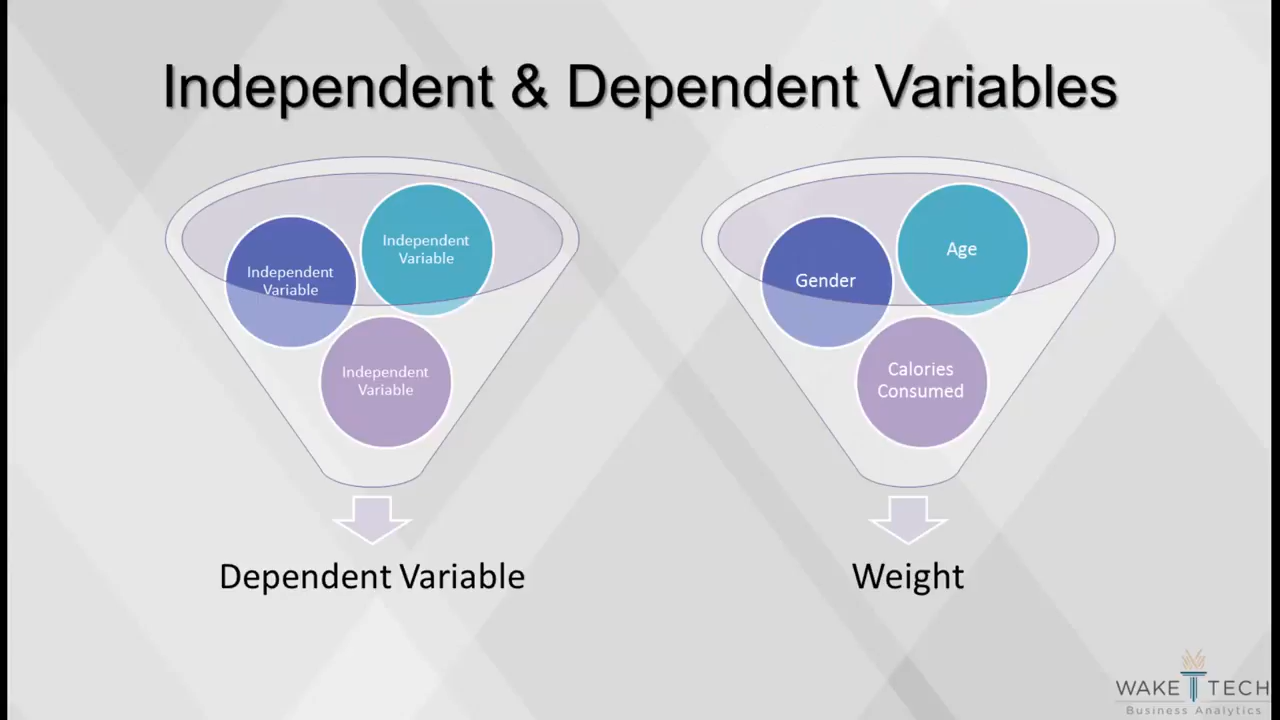 Independent & Dependent Variables
Independent
Variable
Independent
Variable
Independent
Variable
Dependent Variable
Gender
Age
Calories
Consumed
Weight
WAKE TECH
Business Analytics